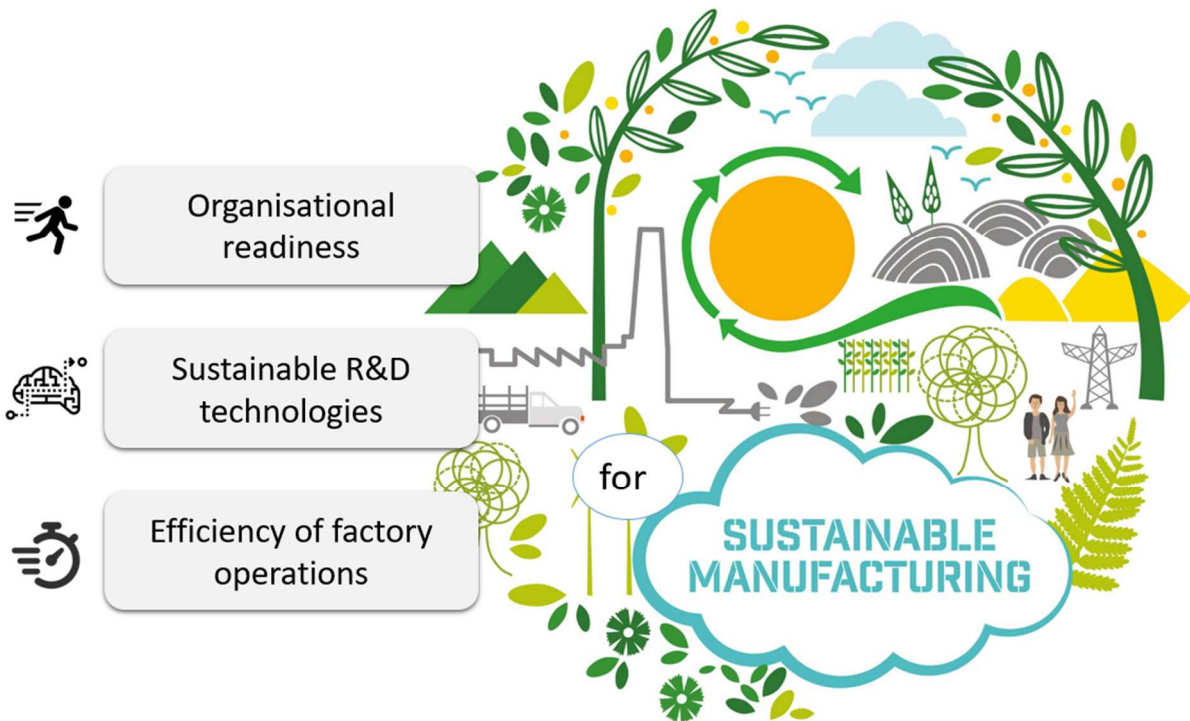 Organisational
readiness
Sustainable R&D
technologies
Efficiency of factory
operations
for
SUSTAINABLE
MANUFACTURING